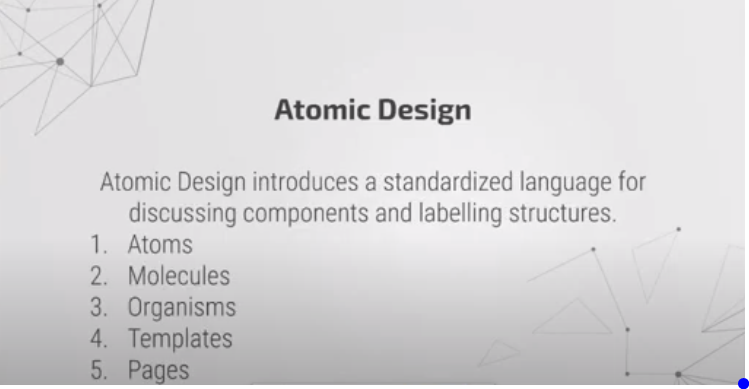 Atomic Design
Atomic Design introduces a standardized language for
discussing components and labelling structures.
1. Atoms
2. Molecules
3. Organisms
4. Templates
5. Pages